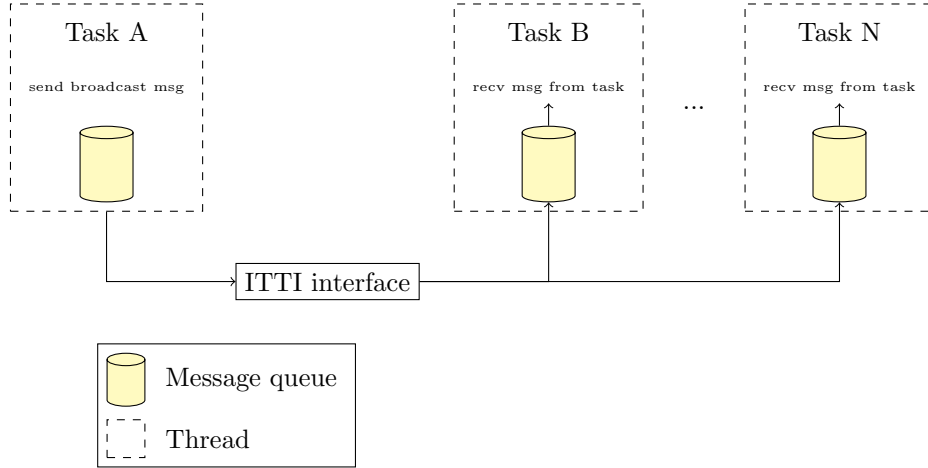 Task A
send broadcast msg
Task B
recv msg from task
...
Task N
recv msg from task
ITTI interface
Message queue
Thread